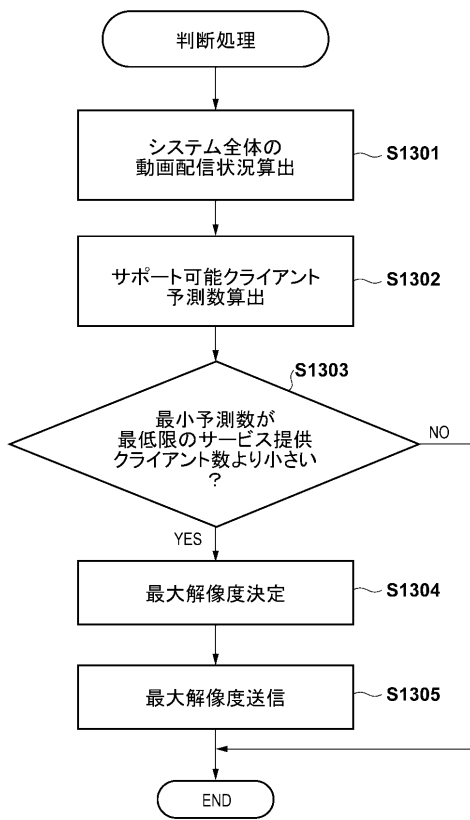 判断処理
システム全体の
動画配信状況算出
S1301
サポート可能クライアント
予測数算出
S1302
S1303
最小予測数が
最低限のサービス提供
クライアント数より小さい
?
NO
YES
最大解像度決定
S1304
最大解像度送信
S1305
END